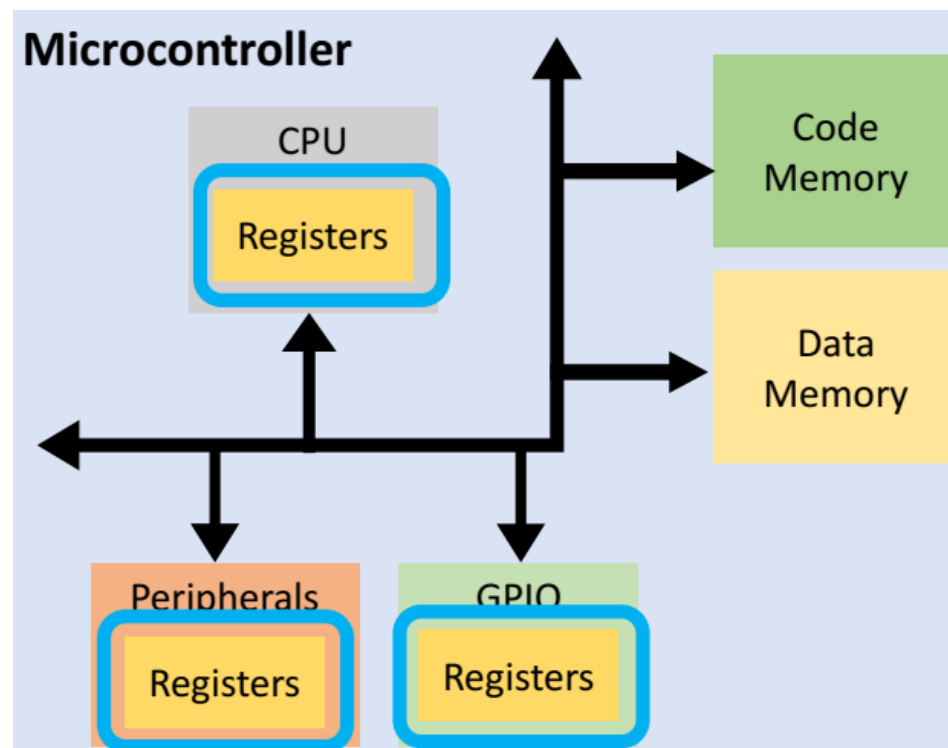 Microcontroller
CPU
Registers
Code
Memory
Data
Memory
Peripherals
Registers
GPIO
Registers